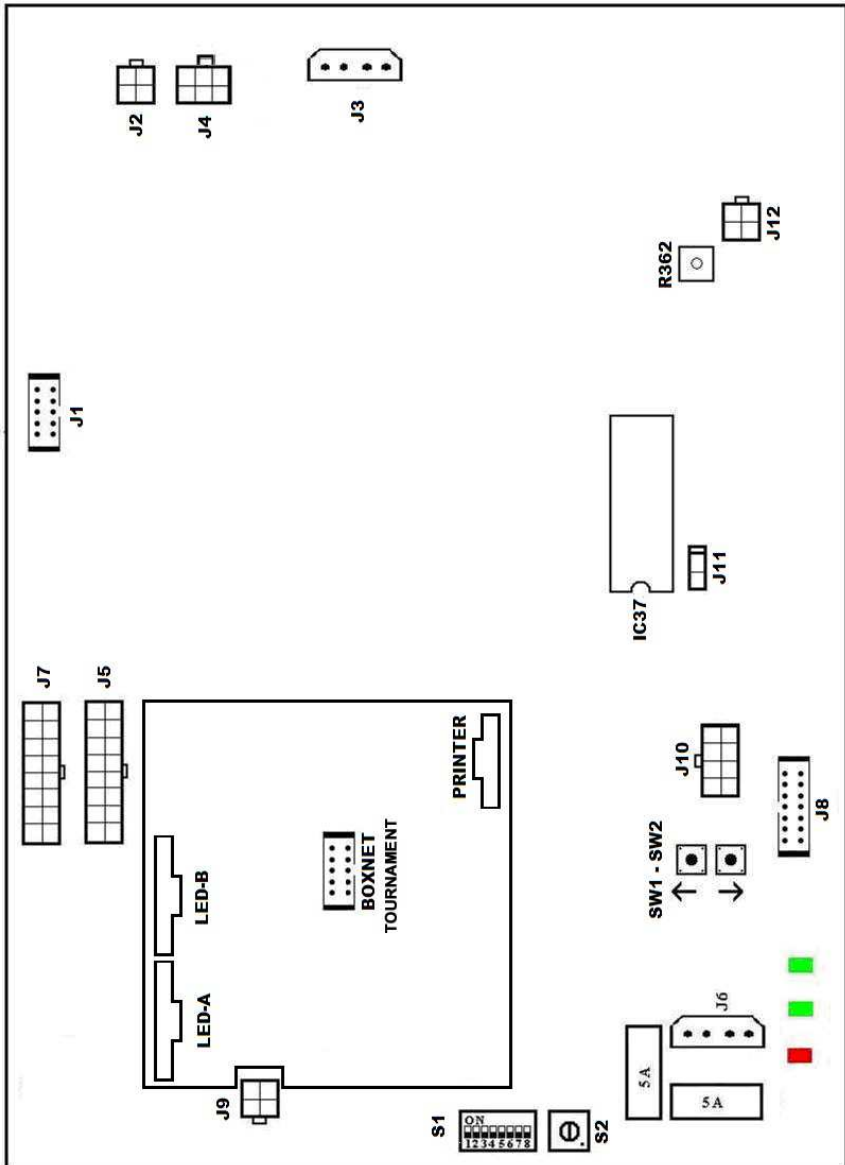 J2
J4
J3
J12
R362
J1
J11
IC37
J7
J5
PRINTER
J10
LED-B
BOXNET
TOURNAMENT
SW1 - SW2
J8
LED-A
J6
5A
5A
J9
S1
ON
12345678
S2